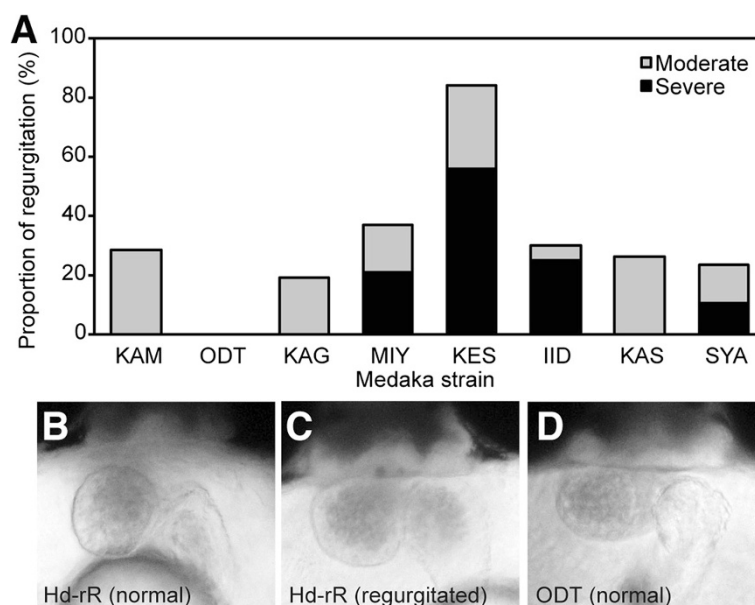 A
100
80
60
40
20
0
Proportion of regurgitation (%)
Moderate
Severe
KAM ODT KAG MIY KES IID KAS SYA
Medaka strain
B
Hd-rR (normal)
C
Hd-rR (regurgitated)
D
ODT (normal)